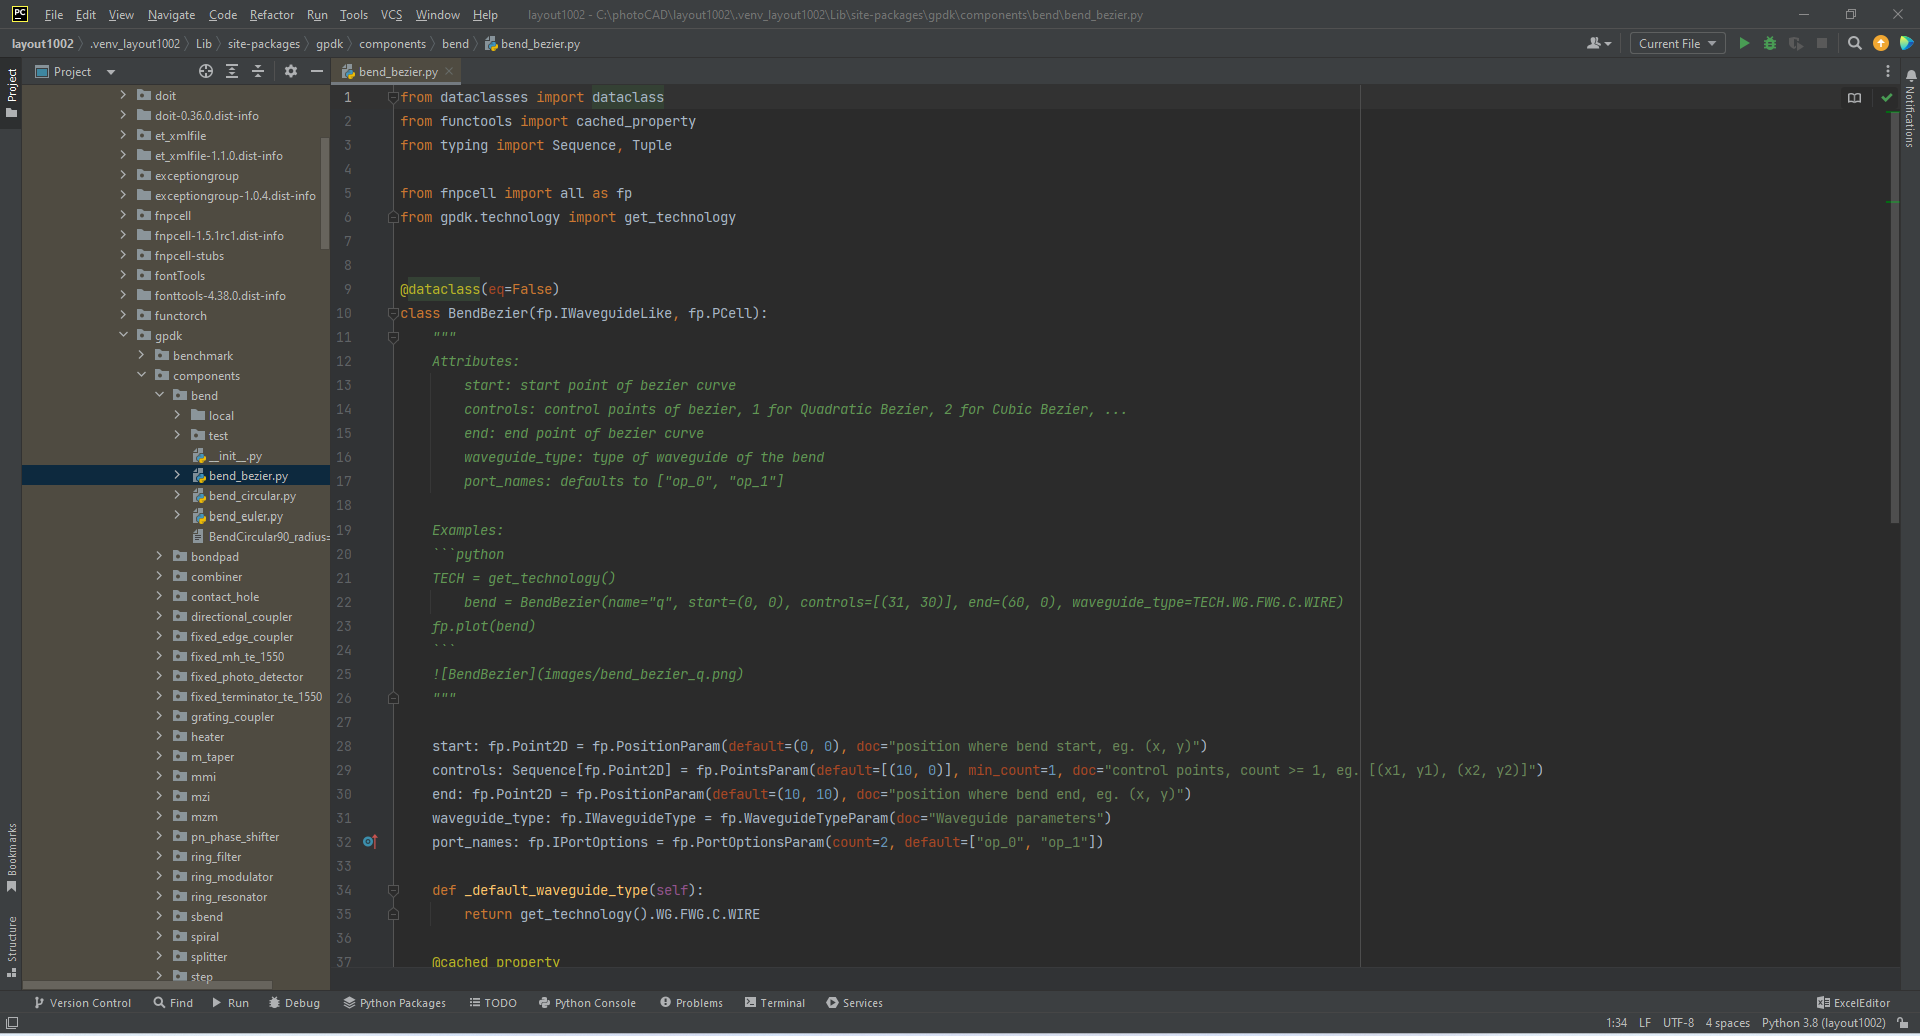 PC File Edit View Navigate Code Refactor Run Tools VCS Window Help layout1002 - C:\photoCAD\layout1002\.venv_layout1002\Lib\site-packages\gpdk\components\bend\bend_bezier.py
layout1002 .venv_layout1002 Lib site-packages gpdk components bend bend_bezier.py Current File
Project
Project
bend_bezier.py
Notifications
doit
doit-0.36.0.dist-info
et_xmlfile
et_xmlfile-1.1.0.dist-info
exceptiongroup
exceptiongroup-1.0.4.dist-info
fnpcell
fnpcell-1.5.1rc1.dist-info
fnpcell-stubs
fontTools
fonttools-4.38.0.dist-info
functorch
gpdk
benchmark
components
bend
local
test
__init__.py
bend_bezier.py
bend_circular.py
bend_euler.py
BendCircular90_radius=
bondpad
combiner
contact_hole
directional_coupler
fixed_edge_coupler
fixed_mh_te_1550
fixed_photo_detector
fixed_terminator_te_1550
grating_coupler
heater
m_taper
mmi
mzi
mzm
pn_phase_shifter
ring_filter
ring_modulator
ring_resonator
sbend
spiral
splitter
step
Bookmarks
Structure
1 from dataclasses import dataclass
2 from functools import cached_property
3 from typing import Sequence, Tuple
4
5 from fnpcell import all as fp
6 from gpdk.technology import get_technology
7
8
9 @dataclass(eq=False)
10 class BendBezier(fp.IWaveguideLike, fp.PCell):
11 """
12 Attributes:
13 start: start point of bezier curve
14 controls: control points of bezier, 1 for Quadratic Bezier, 2 for Cubic Bezier, ...
15 end: end point of bezier curve
16 waveguide_type: type of waveguide of the bend
17 port_names: defaults to ["op_0", "op_1"]
18
19 Examples:
20 ```python
21 TECH = get_technology()
22 bend = BendBezier(name="q", start=(0, 0), controls=[(31, 30)], end=(60, 0), waveguide_type=TECH.WG.FWG.C.WIRE)
23 fp.plot(bend)
24 ```
25 ![BendBezier](images/bend_bezier_q.png)
26 """
27
28 start: fp.Point2D = fp.PositionParam(default=(0, 0), doc="position where bend start, eg. (x, y)")
29 controls: Sequence[fp.Point2D] = fp.PointsParam(default=[(10, 0)], min_count=1, doc="control points, count >= 1, eg. [(x1, y1), (x2, y2)]")
30 end: fp.Point2D = fp.PositionParam(default=(10, 10), doc="position where bend end, eg. (x, y)")
31 waveguide_type: fp.IWaveguideType = fp.WaveguideTypeParam(doc="Waveguide parameters")
32 port_names: fp.IPortOptions = fp.PortOptionsParam(count=2, default=["op_0", "op_1"])
33
34 def _default_waveguide_type(self):
35 return get_technology().WG.FWG.C.WIRE
36
37 @cached_property
Version Control Find Run Debug Python Packages TODO Python Console Problems Terminal Services ExcelEditor
1:34 LF UTF-8 4 spaces Python 3.8 (layout1002)